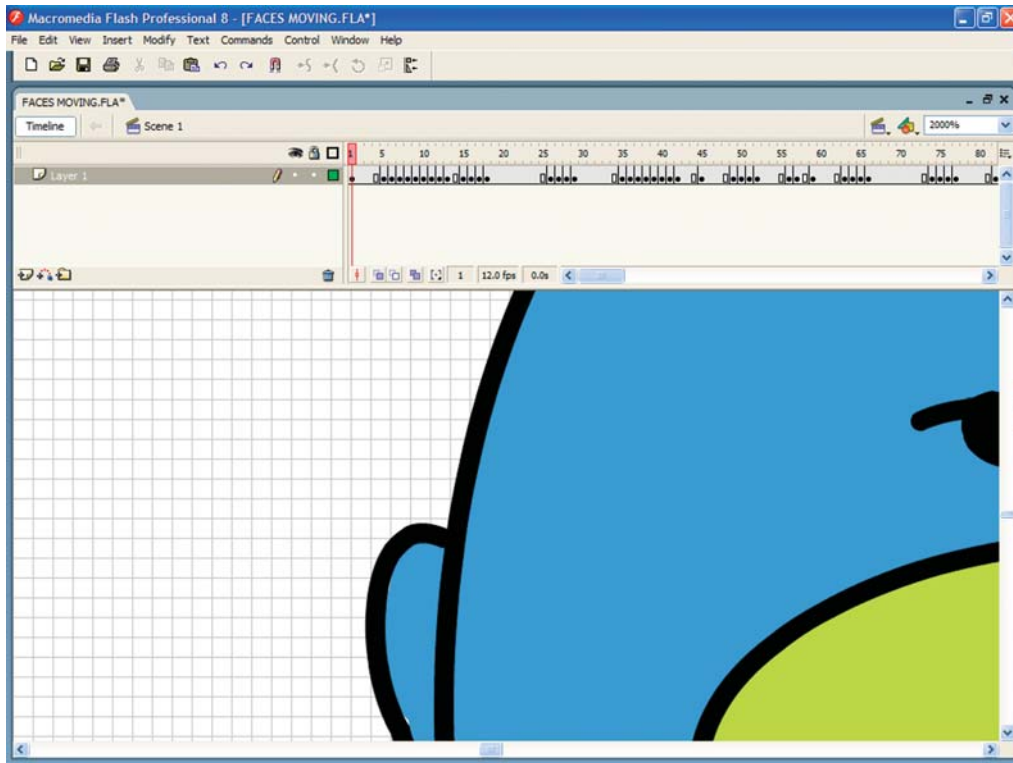 Macromedia Flash Professional 8 - [FACES MOVING.FLA*]
File Edit View Insert Modify Text Commands Control Window Help
FACES MOVING.FLA*
Timeline Scene 1 2000%
1 5 10 15 20 25 30 35 40 45 50 55 60 65 70 75 80
Layer 1
1 12.0 fps 0.0s